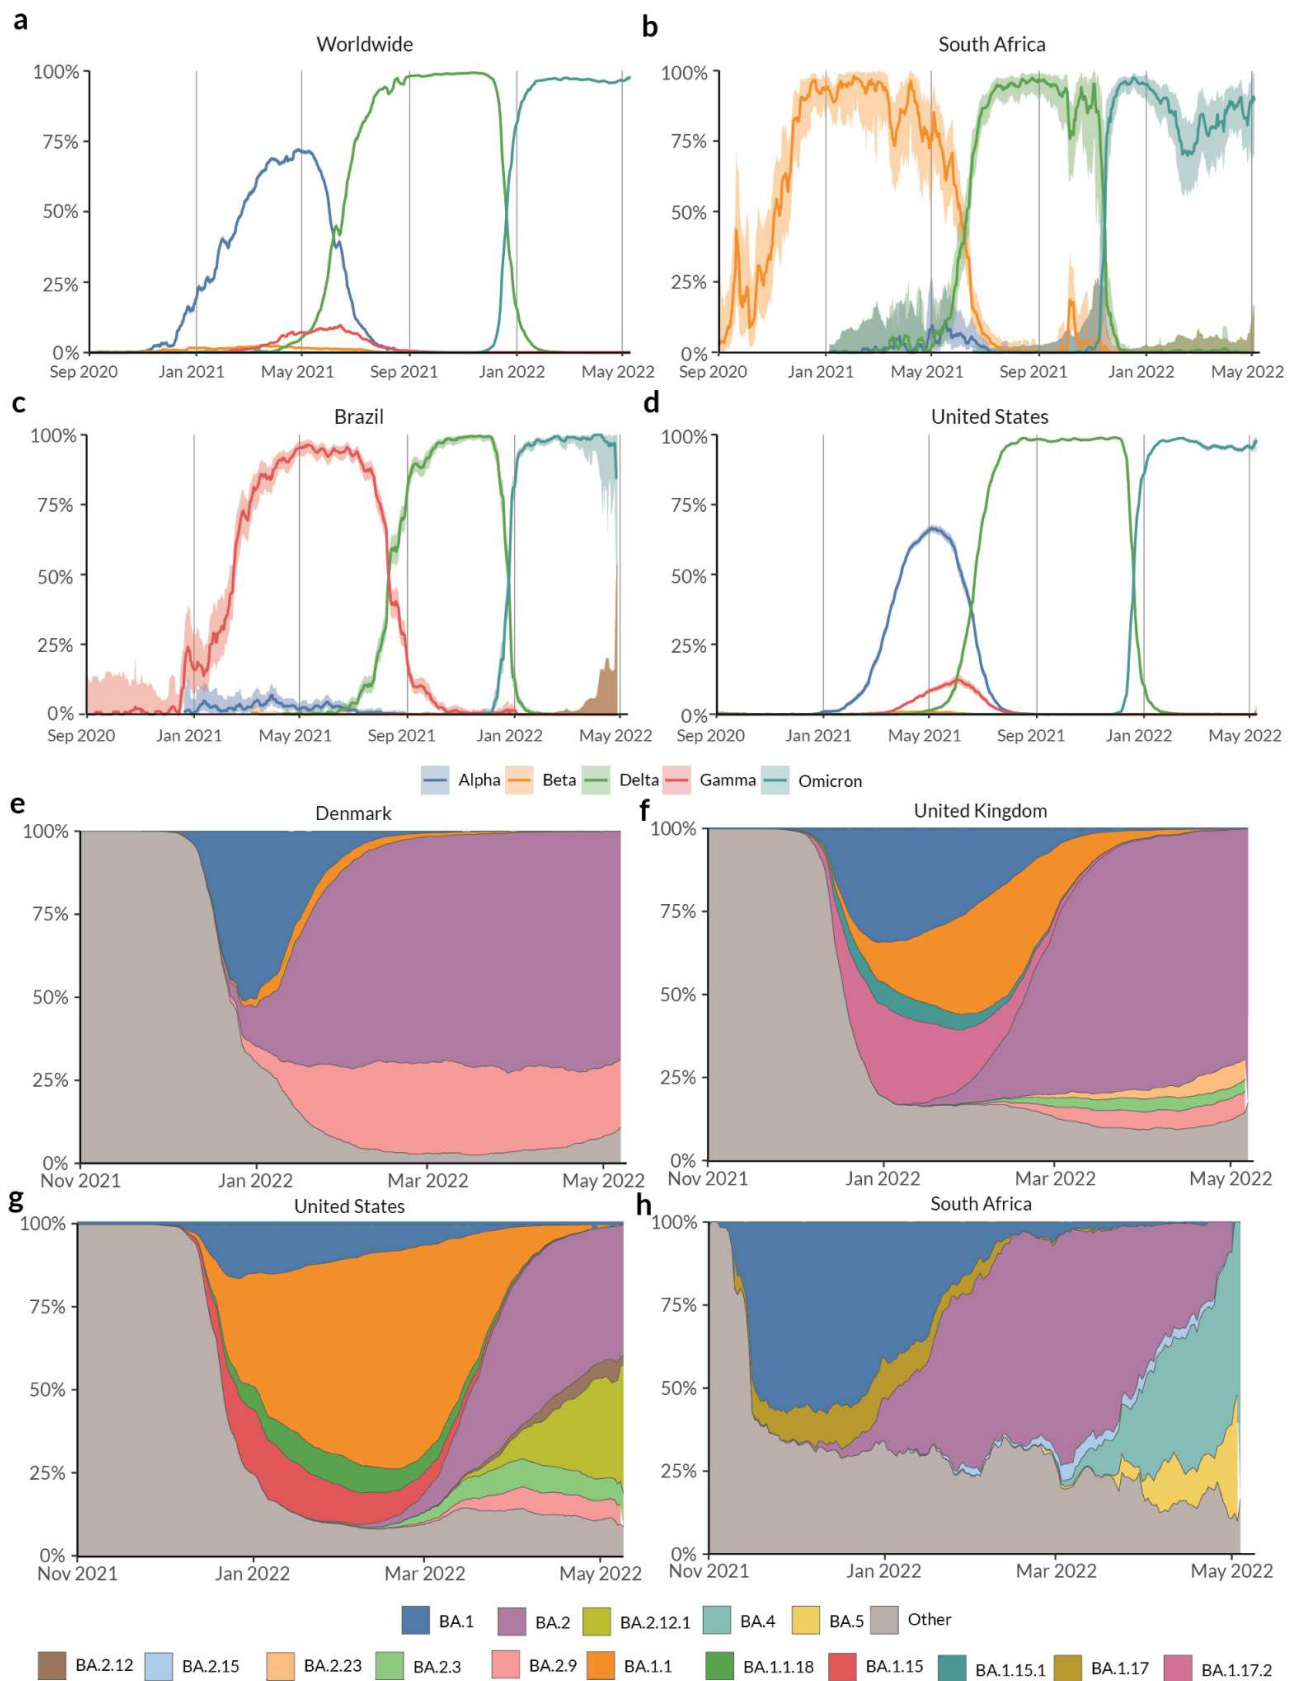 a
Worldwide
100%
75%
50%
25%
0%
Sep 2020 Jan 2021 May 2021 Sep 2021 Jan 2022 May 2022
b
South Africa
100%
75%
50%
25%
0%
Sep 2020 Jan 2021 May 2021 Sep 2021 Jan 2022 May 2022
c
Brazil
100%
75%
50%
25%
0%
Sep 2020 Jan 2021 May 2021 Sep 2021 Jan 2022 May 2022
d
United States
100%
75%
50%
25%
0%
Sep 2020 Jan 2021 May 2021 Sep 2021 Jan 2022 May 2022
Alpha Beta Delta Gamma Omicron
e
Denmark
100%
75%
50%
25%
0%
Nov 2021 Jan 2022 Mar 2022 May 2022
f
United Kingdom
100%
75%
50%
25%
0%
Nov 2021 Jan 2022 Mar 2022 May 2022
g
United States
100%
75%
50%
25%
0%
Nov 2021 Jan 2022 Mar 2022 May 2022
h
South Africa
100%
75%
50%
25%
0%
Nov 2021 Jan 2022 Mar 2022 May 2022
BA.1 BA.2 BA.2.12.1 BA.4 BA.5 Other
BA.2.12 BA.2.15 BA.2.23 BA.2.3 BA.2.9 BA.1.1 BA.1.1.18 BA.1.15 BA.1.15.1 BA.1.17 BA.1.17.2